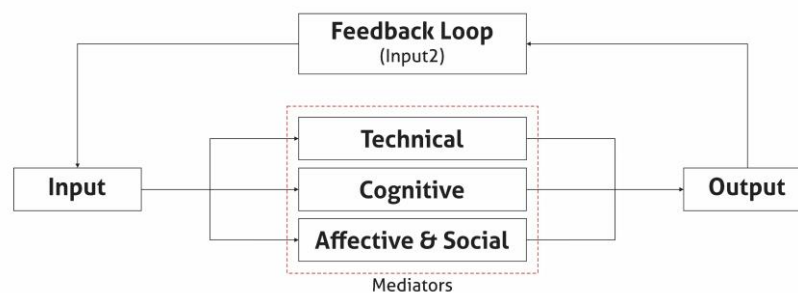 Feedback Loop
(Input2)
Technical
Input
Cognitive
Output
Affective & Social
Mediators